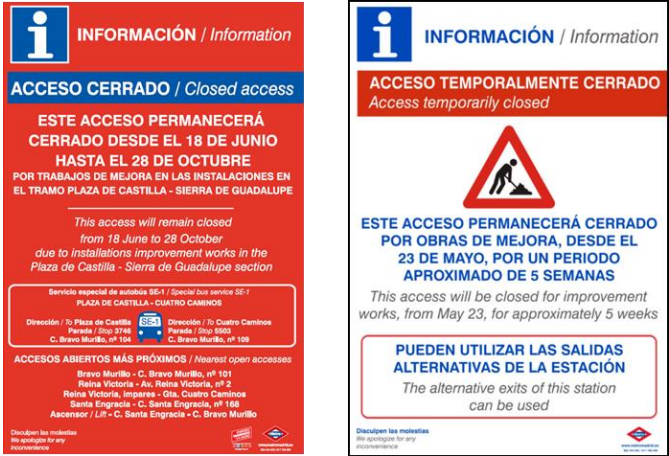 INFORMACIÓN / Information
ACCESO CERRADO / Closed access
ESTE ACCESO PERMANECERÁ
CERRADO DESDE EL 18 DE JUNIO
HASTA EL 28 DE OCTUBRE
POR TRABAJOS DE MEJORA EN LAS INSTALACIONES EN
EL TRAMO PLAZA DE CASTILLA - SIERRA DE GUADALUPE
This access will remain closed
from 18 June to 28 October
due to installations improvement works in the
Plaza de Castilla - Sierra de Guadalupe section
Servicio especial de autobús SE-1 / Special bus service SE-1
PLAZA DE CASTILLA - CUATRO CAMINOS
Dirección / To Plaza de Castilla
Parada / Stop 3746
C. Bravo Murillo, nº 104
SE-1
Dirección / To Cuatro Caminos
Parada / Stop 5503
C. Bravo Murillo, nº 109
ACCESOS ABIERTOS MÁS PRÓXIMOS / Nearest open accesses
Bravo Murillo - C. Bravo Murillo, nº 101
Reina Victoria - Av. Reina Victoria, nº 2
Reina Victoria, impares - Gta. Cuatro Caminos
Santa Engracia - C. Santa Engracia, nº 168
Ascensor / Lift - C. Santa Engracia - C. Bravo Murillo
Disculpen las molestias
We apologize for any
inconvenience
INFORMACIÓN / Information
ACCESO TEMPORALMENTE CERRADO
Access temporarily closed
ESTE ACCESO PERMANECERÁ CERRADO
POR OBRAS DE MEJORA, DESDE EL
23 DE MAYO, POR UN PERIODO
APROXIMADO DE 5 SEMANAS
This access will be closed for improvement
works, from May 23, for approximately 5 weeks
PUEDEN UTILIZAR LAS SALIDAS
ALTERNATIVAS DE LA ESTACIÓN
The alternative exits of this station
can be used
Disculpen las molestias
We apologize for any
inconvenience